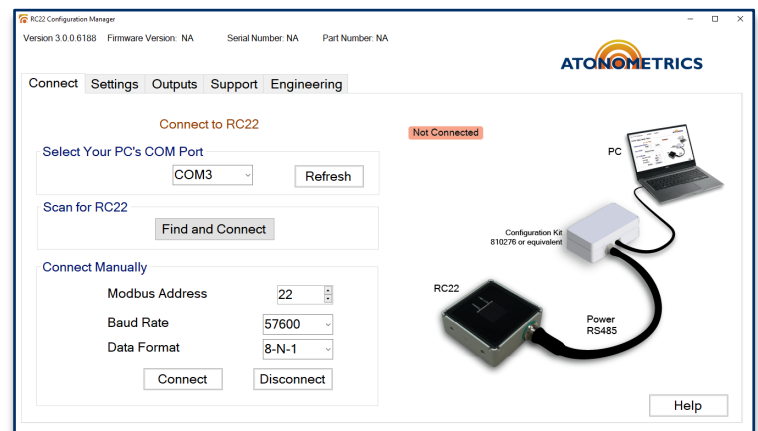 RC22 Configuration Manager
Version 3.0.0.6188 Firmware Version: NA Serial Number: NA Part Number: NA
ATONOMETRICS
Connect Settings Outputs Support Engineering
Connect to RC22
Not Connected
Select Your PC's COM Port
COM3
Refresh
PC
Scan for RC22
Find and Connect
Configuration Kit
810276 or equivalent
Connect Manually
Modbus Address 22
Baud Rate 57600
Data Format 8-N-1
Connect Disconnect
RC22
Power
RS485
Help